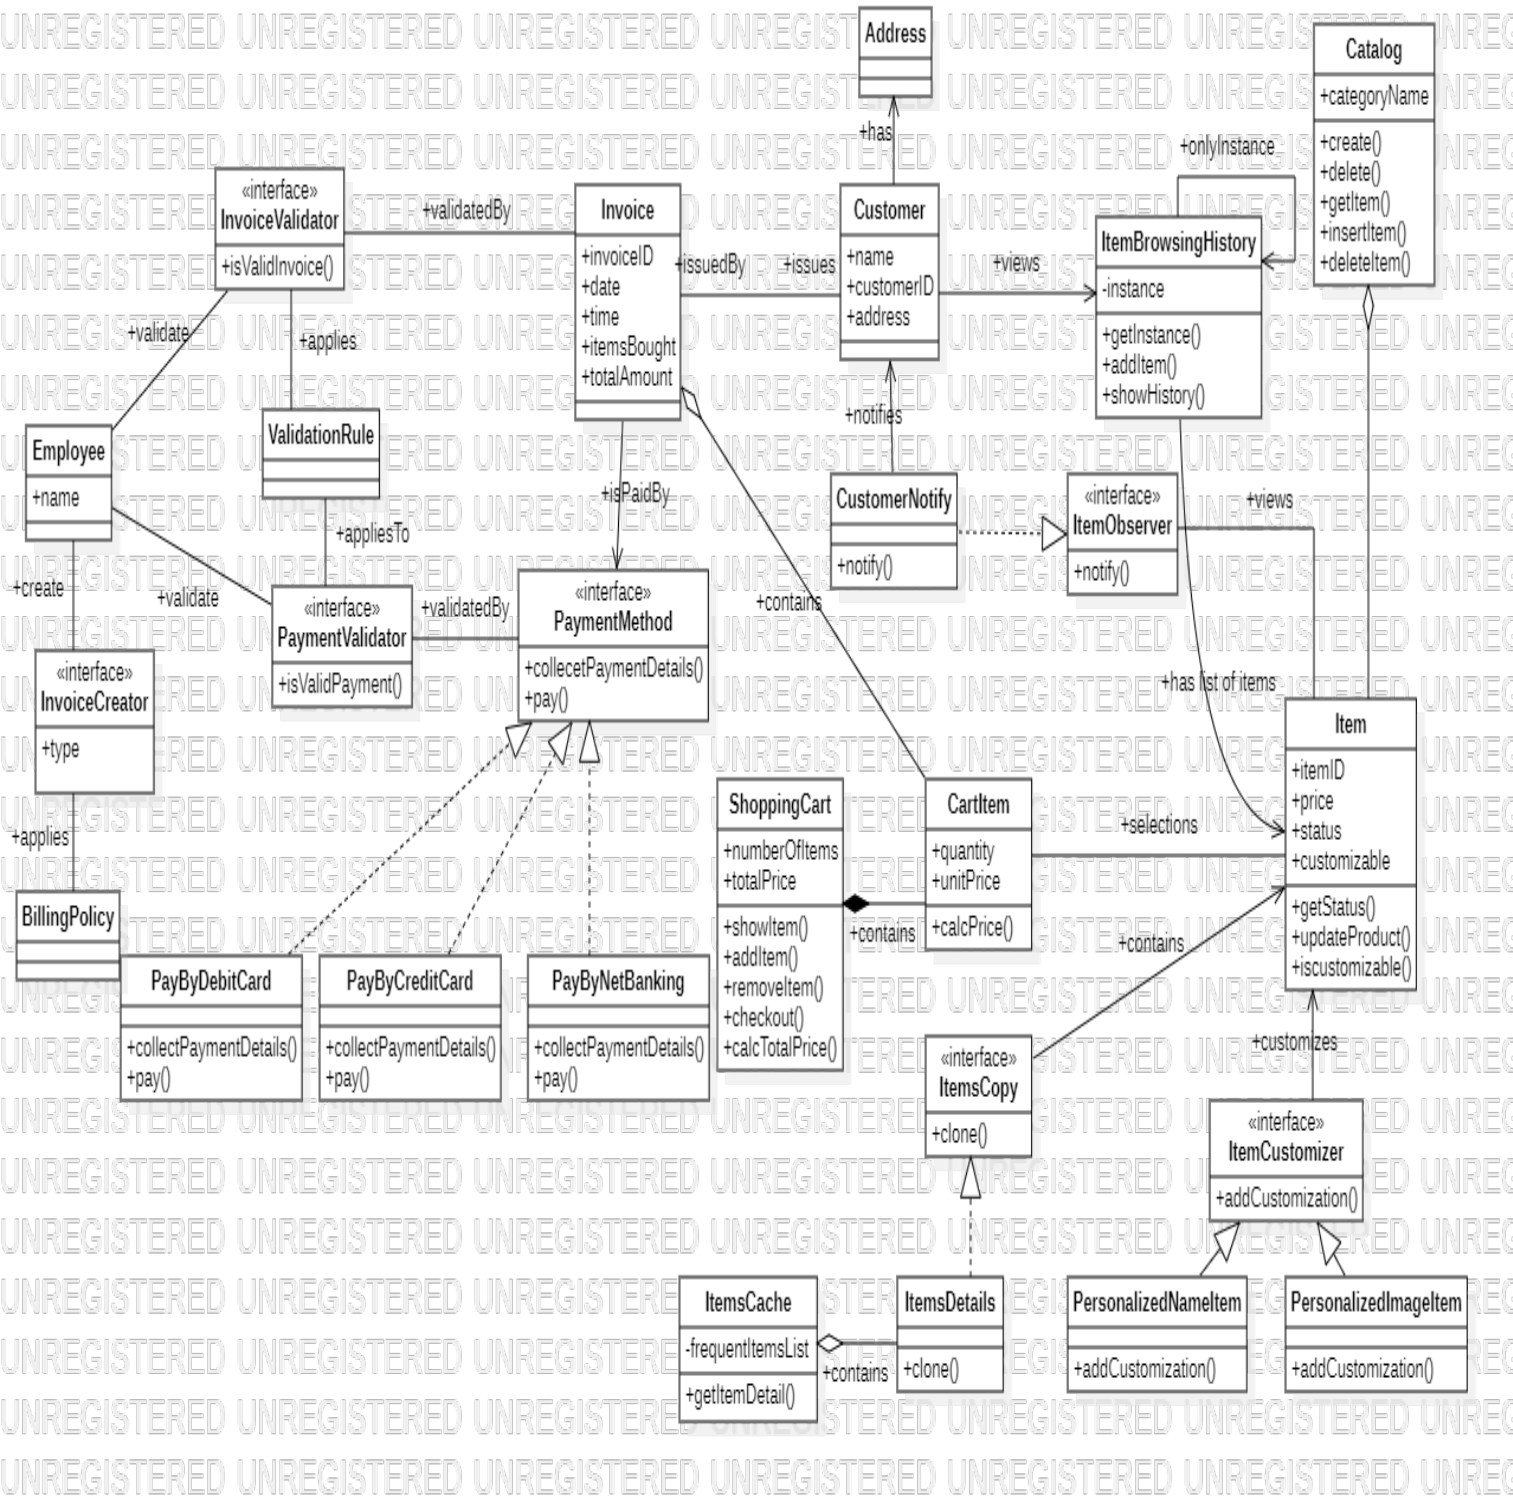 UNREGISTERED
Address
+has
Catalog
+categoryName
+create()
+delete()
+getItem()
+insertItem()
+deleteItem()
+onlyInstance
«interface»
InvoiceValidator
+isValidInvoice()
+validatedBy
Invoice
+invoiceID
+date
+time
+itemsBought
+totalAmount
+issuedBy
+issues
Customer
+name
+customerID
+address
+views
ItemBrowsingHistory
-instance
+getInstance()
+addItem()
+showHistory()
+validate
+applies
+notifies
Employee
+name
ValidationRule
+isPaidBy
CustomerNotify
+notify()
«interface»
ItemObserver
+notify()
+views
+appliesTo
+create
+validate
«interface»
PaymentValidator
+isValidPayment()
+validatedBy
«interface»
PaymentMethod
+collecetPaymentDetails()
+pay()
+contains
«interface»
InvoiceCreator
+type
+has list of items
Item
+itemID
+price
+status
+customizable
+getStatus()
+updateProduct()
+iscustomizable()
+applies
ShoppingCart
+numberOfItems
+totalPrice
+showItem()
+addItem()
+removeItem()
+checkout()
+calcTotalPrice()
+contains
CartItem
+quantity
+unitPrice
+calcPrice()
+selections
+contains
BillingPolicy
PayByDebitCard
+collectPaymentDetails()
+pay()
PayByCreditCard
+collectPaymentDetails()
+pay()
PayByNetBanking
+collectPaymentDetails()
+pay()
«interface»
ItemsCopy
+clone()
+customizes
«interface»
ItemCustomizer
+addCustomization()
ItemsCache
-frequentItemsList
+getItemDetail()
+contains
ItemsDetails
+clone()
PersonalizedNameItem
+addCustomization()
PersonalizedImageItem
+addCustomization()